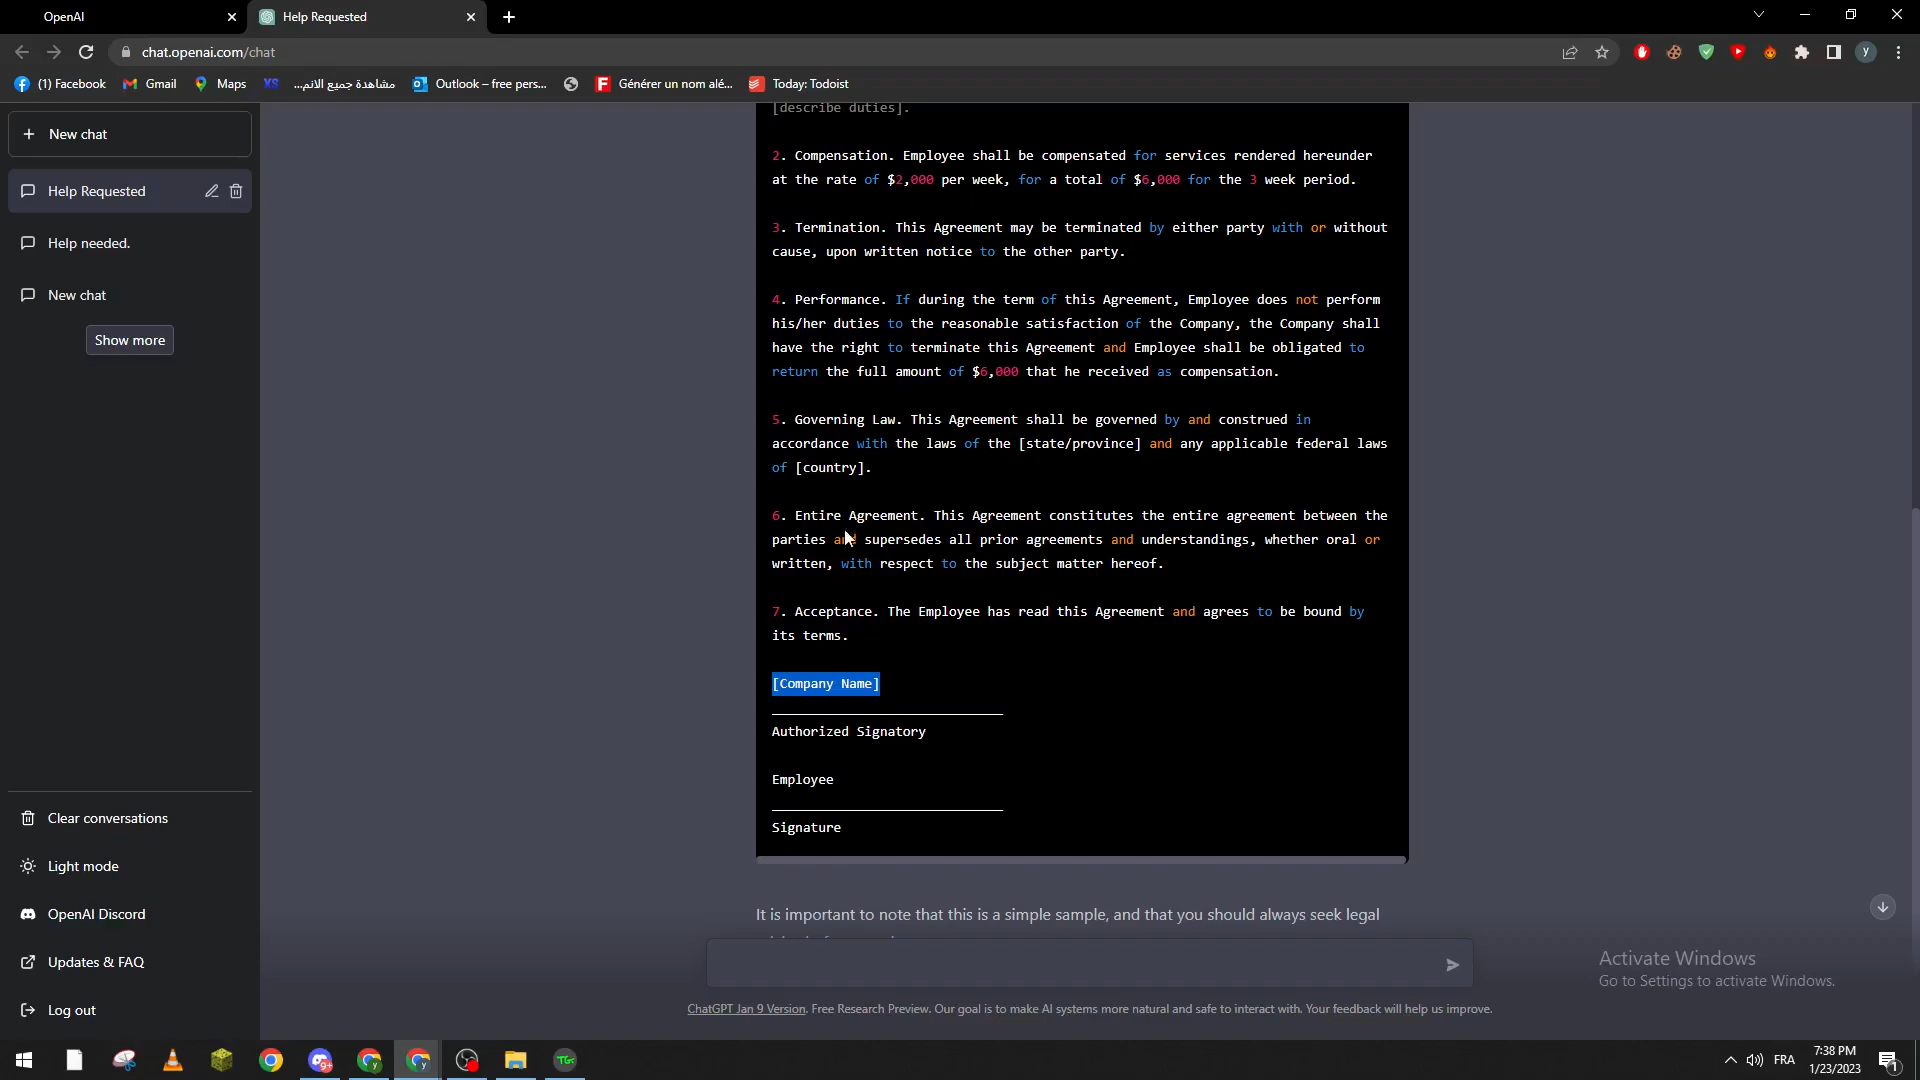 OpenAI
Help Requested
chat.openai.com/chat
(1) Facebook
Gmail
Maps
XS
مشاهدة جميع الانم...
Outlook – free pers...
Générer un nom alé...
Today: Todoist
New chat
Help Requested
Help needed.
New chat
Show more
Clear conversations
Light mode
OpenAI Discord
Updates & FAQ
Log out
[describe duties].
2. Compensation. Employee shall be compensated for services rendered hereunder
at the rate of $2,000 per week, for a total of $6,000 for the 3 week period.
3. Termination. This Agreement may be terminated by either party with or without
cause, upon written notice to the other party.
4. Performance. If during the term of this Agreement, Employee does not perform
his/her duties to the reasonable satisfaction of the Company, the Company shall
have the right to terminate this Agreement and Employee shall be obligated to
return the full amount of $6,000 that he received as compensation.
5. Governing Law. This Agreement shall be governed by and construed in
accordance with the laws of the [state/province] and any applicable federal laws
of [country].
6. Entire Agreement. This Agreement constitutes the entire agreement between the
parties and supersedes all prior agreements and understandings, whether oral or
written, with respect to the subject matter hereof.
7. Acceptance. The Employee has read this Agreement and agrees to be bound by
its terms.
[Company Name]
Authorized Signatory
Employee
Signature
It is important to note that this is a simple sample, and that you should always seek legal
ChatGPT Jan 9 Version. Free Research Preview. Our goal is to make AI systems more natural and safe to interact with. Your feedback will help us improve.
Activate Windows
Go to Settings to activate Windows.
9+
TGs
FRA
7:38 PM
1/23/2023
1